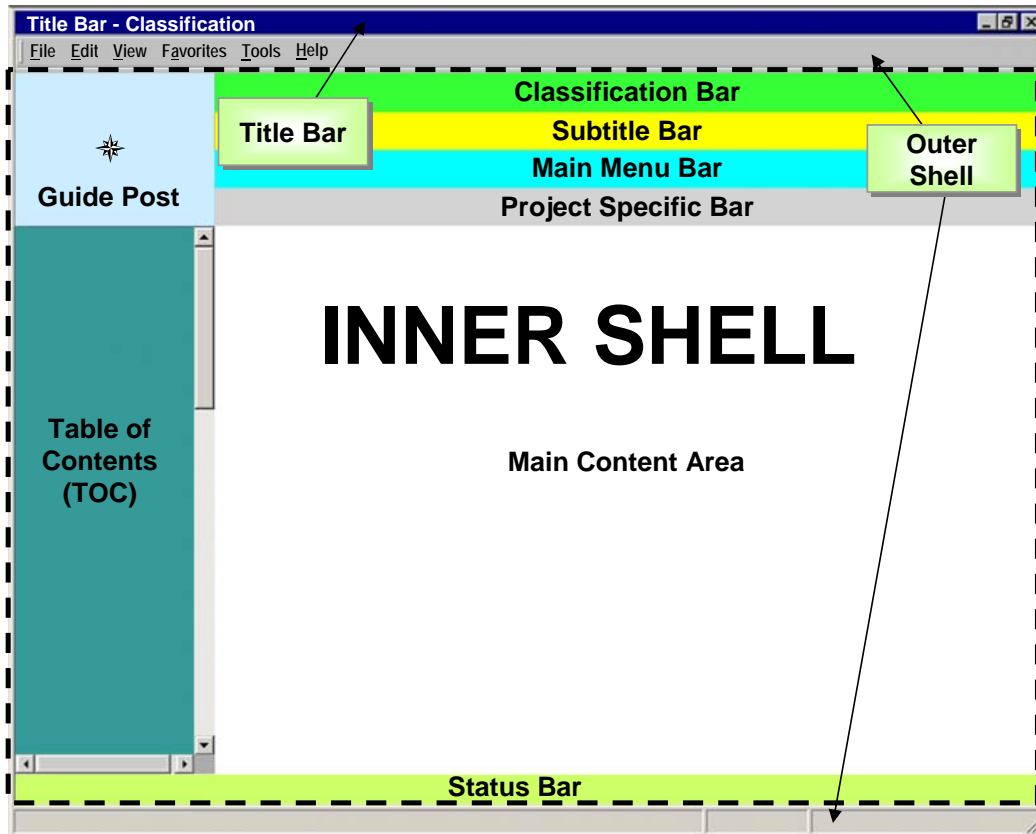 Title Bar - Classification
File Edit View Favorites Tools Help
Classification Bar
Title Bar
Subtitle Bar
Outer
Shell
Main Menu Bar
Guide Post
Project Specific Bar
INNER SHELL
Table of
Contents
(TOC)
Main Content Area
Status Bar